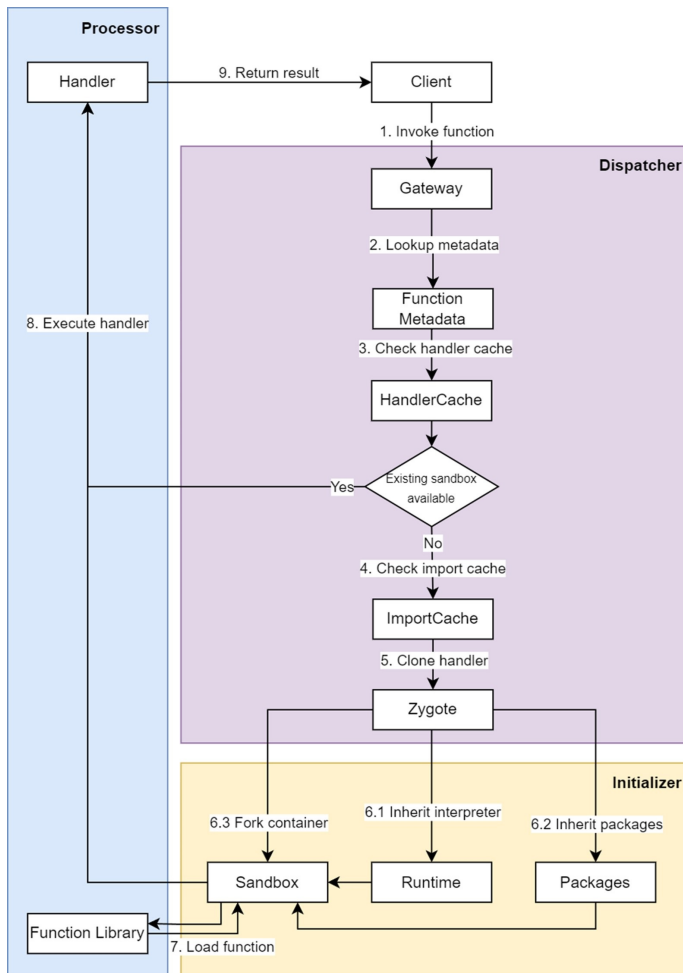 Processor
Handler
9. Return result
Client
1. Invoke function
Dispatcher
Gateway
2. Lookup metadata
Function
Metadata
8. Execute handler
3. Check handler cache
HandlerCache
Existing sandbox
available
Yes
No
4. Check import cache
ImportCache
5. Clone handler
Zygote
Initializer
6.3 Fork container
6.1 Inherit interpreter
6.2 Inherit packages
Sandbox
Runtime
Packages
Function Library
7. Load function